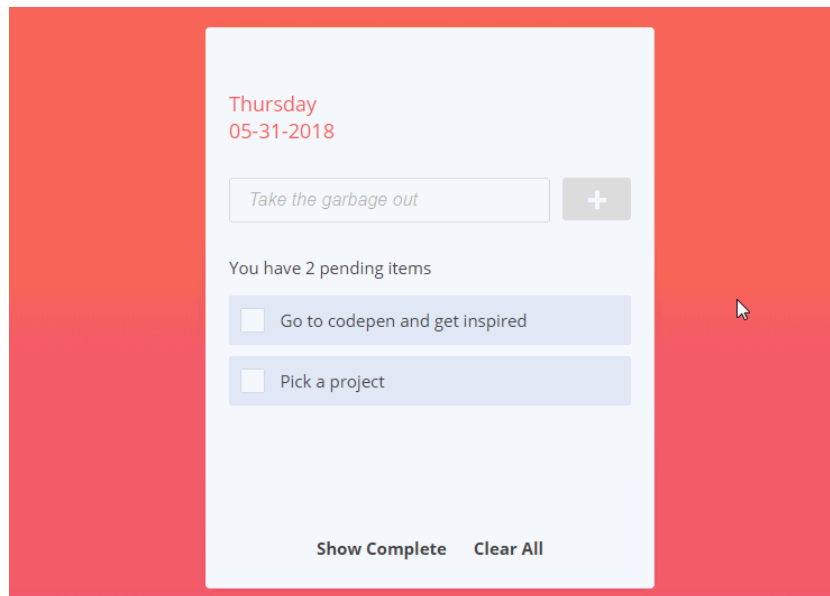 Thursday
05-31-2018
Take the garbage out
+
You have 2 pending items
Go to codepen and get inspired
Pick a project
Show Complete Clear All